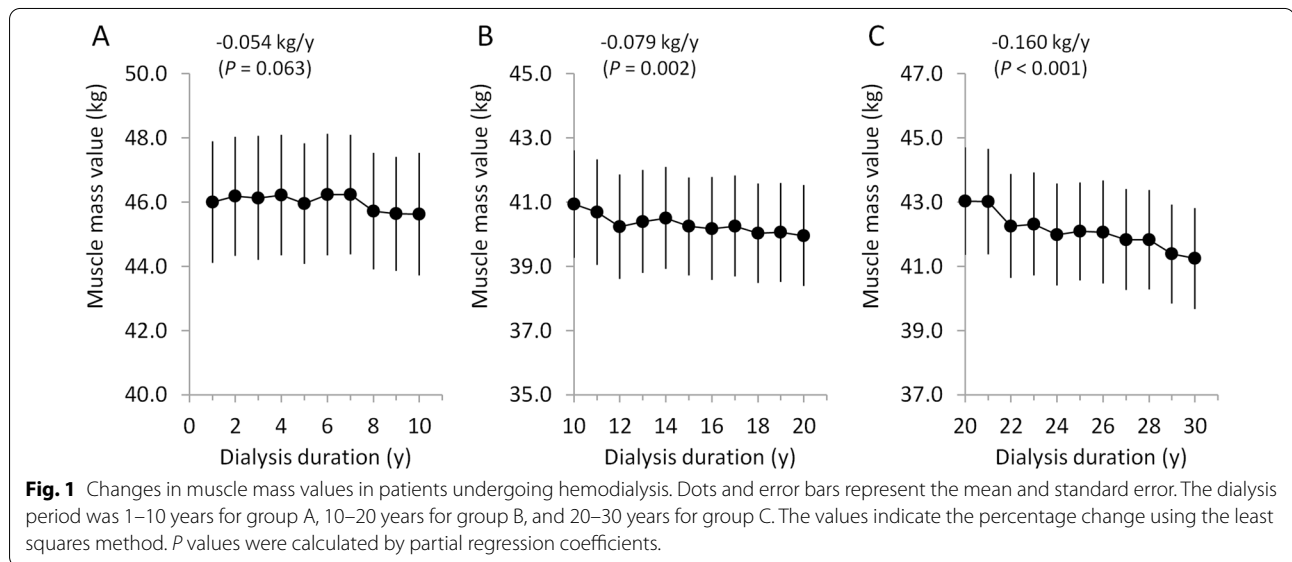 A
-0.054 kg/y
(P = 0.063)
Muscle mass value (kg)
50.0
48.0
46.0
44.0
42.0
40.0
0 2 4 6 8 10
Dialysis duration (y)
B
-0.079 kg/y
(P = 0.002)
Muscle mass value (kg)
45.0
43.0
41.0
39.0
37.0
35.0
10 12 14 16 18 20
Dialysis duration (y)
C
-0.160 kg/y
(P < 0.001)
Muscle mass value (kg)
47.0
45.0
43.0
41.0
39.0
37.0
20 22 24 26 28 30
Dialysis duration (y)
Fig. 1 Changes in muscle mass values in patients undergoing hemodialysis. Dots and error bars represent the mean and standard error. The dialysis
period was 1–10 years for group A, 10–20 years for group B, and 20–30 years for group C. The values indicate the percentage change using the least
squares method. P values were calculated by partial regression coefficients.